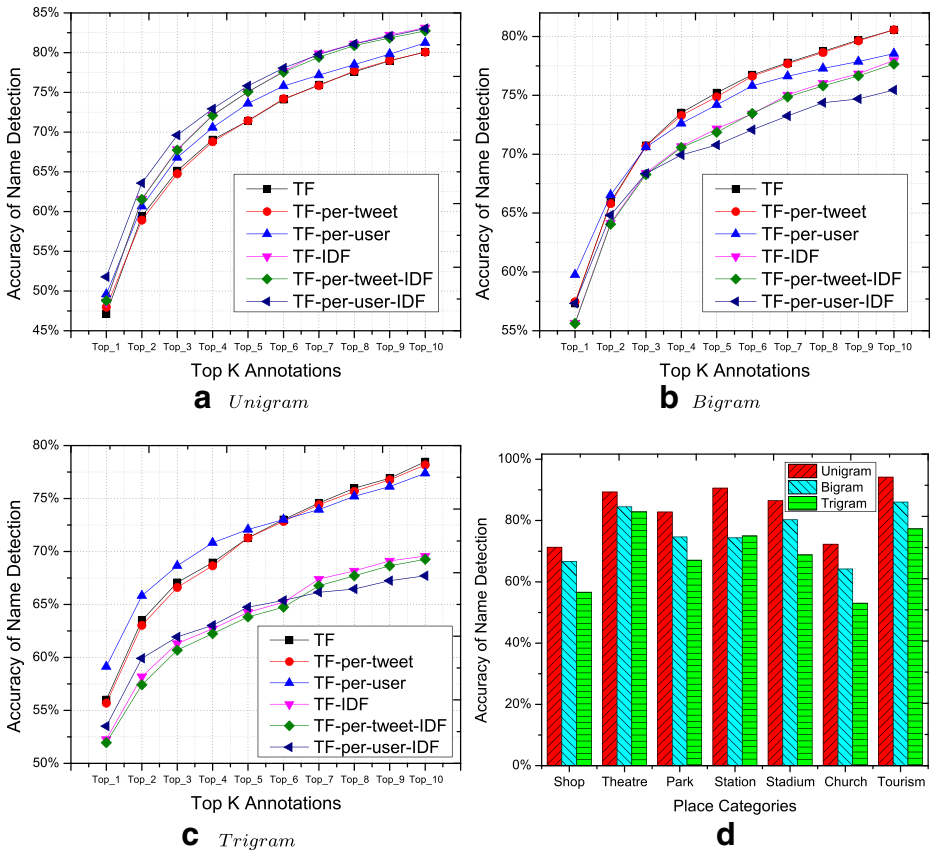 85%
80%
75%
70%
65%
60%
55%
50%
45%
Accuracy of Name Detection
TF
TF-per-tweet
TF-per-user
TF-IDF
TF-per-tweet-IDF
TF-per-user-IDF
Top_1 Top_2 Top_3 Top_4 Top_5 Top_6 Top_7 Top_8 Top_9 Top_10
Top K Annotations
a Unigram
80%
75%
70%
65%
60%
55%
Accuracy of Name Detection
TF
TF-per-tweet
TF-per-user
TF-IDF
TF-per-tweet-IDF
TF-per-user-IDF
Top_1 Top_2 Top_3 Top_4 Top_5 Top_6 Top_7 Top_8 Top_9 Top_10
Top K Annotations
b Bigram
80%
75%
70%
65%
60%
55%
50%
Accuracy of Name Detection
TF
TF-per-tweet
TF-per-user
TF-IDF
TF-per-tweet-IDF
TF-per-user-IDF
Top_1 Top_2 Top_3 Top_4 Top_5 Top_6 Top_7 Top_8 Top_9 Top_10
Top K Annotations
c Trigram
100%
80%
60%
40%
20%
0%
Accuracy of Name Detection
Unigram
Bigram
Trigram
Shop Theatre Park Station Stadium Church Tourism
Place Categories
d